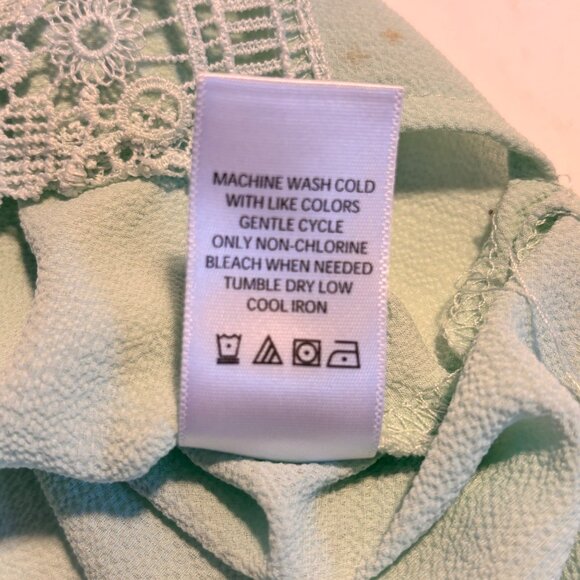 MACHINE WASH COLD
WITH LIKE COLORS
GENTLE CYCLE
ONLY NON-CHLORINE
BLEACH WHEN NEEDED
TUMBLE DRY LOW
COOL IRON